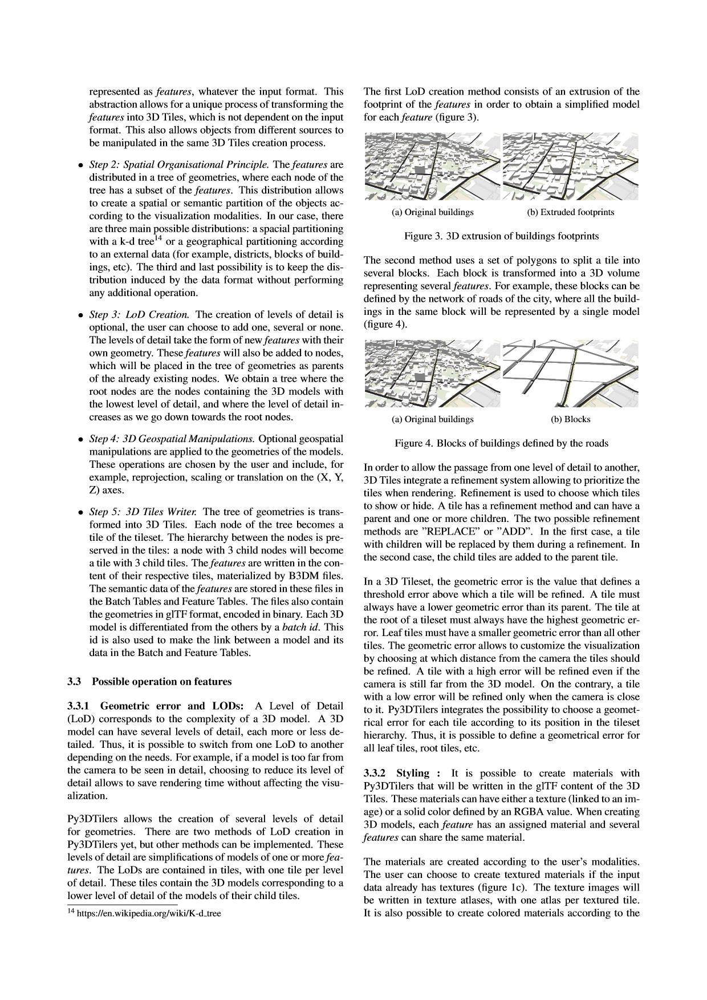 represented as features, whatever the input format. This
abstraction allows for a unique process of transforming the
features into 3D Tiles, which is not dependent on the input
format. This also allows objects from different sources to
be manipulated in the same 3D Tiles creation process.
• Step 2: Spatial Organisational Principle. The features are
distributed in a tree of geometries, where each node of the
tree has a subset of the features. This distribution allows
to create a spatial or semantic partition of the objects ac-
cording to the visualization modalities. In our case, there
are three main possible distributions: a spacial partitioning
with a k-d tree14 or a geographical partitioning according
to an external data (for example, districts, blocks of build-
ings, etc). The third and last possibility is to keep the dis-
tribution induced by the data format without performing
any additional operation.
• Step 3: LoD Creation. The creation of levels of detail is
optional, the user can choose to add one, several or none.
The levels of detail take the form of new features with their
own geometry. These features will also be added to nodes,
which will be placed in the tree of geometries as parents
of the already existing nodes. We obtain a tree where the
root nodes are the nodes containing the 3D models with
the lowest level of detail, and where the level of detail in-
creases as we go down towards the root nodes.
• Step 4: 3D Geospatial Manipulations. Optional geospatial
manipulations are applied to the geometries of the models.
These operations are chosen by the user and include, for
example, reprojection, scaling or translation on the (X, Y,
Z) axes.
• Step 5: 3D Tiles Writer. The tree of geometries is trans-
formed into 3D Tiles. Each node of the tree becomes a
tile of the tileset. The hierarchy between the nodes is pre-
served in the tiles: a node with 3 child nodes will become
a tile with 3 child tiles. The features are written in the con-
tent of their respective tiles, materialized by B3DM files.
The semantic data of the features are stored in these files in
the Batch Tables and Feature Tables. The files also contain
the geometries in glTF format, encoded in binary. Each 3D
model is differentiated from the others by a batch id. This
id is also used to make the link between a model and its
data in the Batch and Feature Tables.
3.3 Possible operation on features
3.3.1 Geometric error and LODs: A Level of Detail
(LoD) corresponds to the complexity of a 3D model. A 3D
model can have several levels of detail, each more or less de-
tailed. Thus, it is possible to switch from one LoD to another
depending on the needs. For example, if a model is too far from
the camera to be seen in detail, choosing to reduce its level of
detail allows to save rendering time without affecting the visu-
alization.
Py3DTilers allows the creation of several levels of detail
for geometries. There are two methods of LoD creation in
Py3DTilers yet, but other methods can be implemented. These
levels of detail are simplifications of models of one or more fea-
tures. The LoDs are contained in tiles, with one tile per level
of detail. These tiles contain the 3D models corresponding to a
lower level of detail of the models of their child tiles.
14 https://en.wikipedia.org/wiki/K-d_tree
The first LoD creation method consists of an extrusion of the
footprint of the features in order to obtain a simplified model
for each feature (figure 3).
(a) Original buildings
(b) Extruded footprints
Figure 3. 3D extrusion of buildings footprints
The second method uses a set of polygons to split a tile into
several blocks. Each block is transformed into a 3D volume
representing several features. For example, these blocks can be
defined by the network of roads of the city, where all the build-
ings in the same block will be represented by a single model
(figure 4).
(a) Original buildings
(b) Blocks
Figure 4. Blocks of buildings defined by the roads
In order to allow the passage from one level of detail to another,
3D Tiles integrate a refinement system allowing to prioritize the
tiles when rendering. Refinement is used to choose which tiles
to show or hide. A tile has a refinement method and can have a
parent and one or more children. The two possible refinement
methods are ”REPLACE” or ”ADD”. In the first case, a tile
with children will be replaced by them during a refinement. In
the second case, the child tiles are added to the parent tile.
In a 3D Tileset, the geometric error is the value that defines a
threshold error above which a tile will be refined. A tile must
always have a lower geometric error than its parent. The tile at
the root of a tileset must always have the highest geometric er-
ror. Leaf tiles must have a smaller geometric error than all other
tiles. The geometric error allows to customize the visualization
by choosing at which distance from the camera the tiles should
be refined. A tile with a high error will be refined even if the
camera is still far from the 3D model. On the contrary, a tile
with a low error will be refined only when the camera is close
to it. Py3DTilers integrates the possibility to choose a geomet-
rical error for each tile according to its position in the tileset
hierarchy. Thus, it is possible to define a geometrical error for
all leaf tiles, root tiles, etc.
3.3.2 Styling : It is possible to create materials with
Py3DTilers that will be written in the glTF content of the 3D
Tiles. These materials can have either a texture (linked to an im-
age) or a solid color defined by an RGBA value. When creating
3D models, each feature has an assigned material and several
features can share the same material.
The materials are created according to the user's modalities.
The user can choose to create textured materials if the input
data already has textures (figure 1c). The texture images will
be written in texture atlases, with one atlas per textured tile.
It is also possible to create colored materials according to the